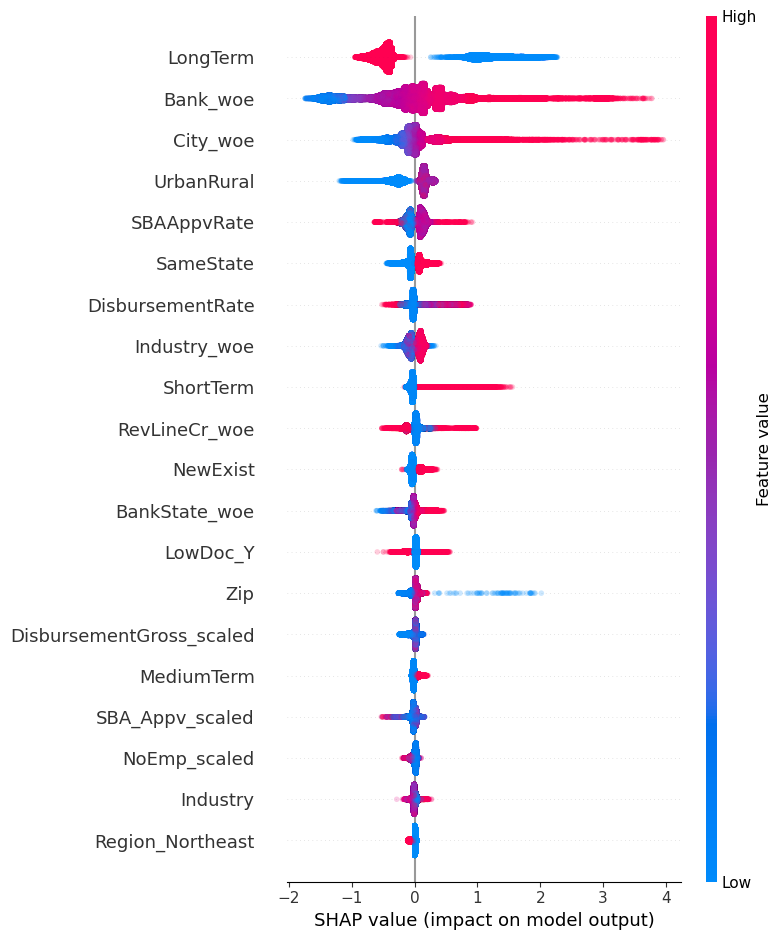 High
LongTerm
Bank_woe
City_woe
UrbanRural
SBAAppvRate
SameState
DisbursementRate
Industry_woe
ShortTerm
RevLineCr_woe
NewExist
BankState_woe
LowDoc_Y
Zip
DisbursementGross_scaled
MediumTerm
SBA_Appv_scaled
NoEmp_scaled
Industry
Region_Northeast
Feature value
Low
−2 −1 0 1 2 3 4
SHAP value (impact on model output)